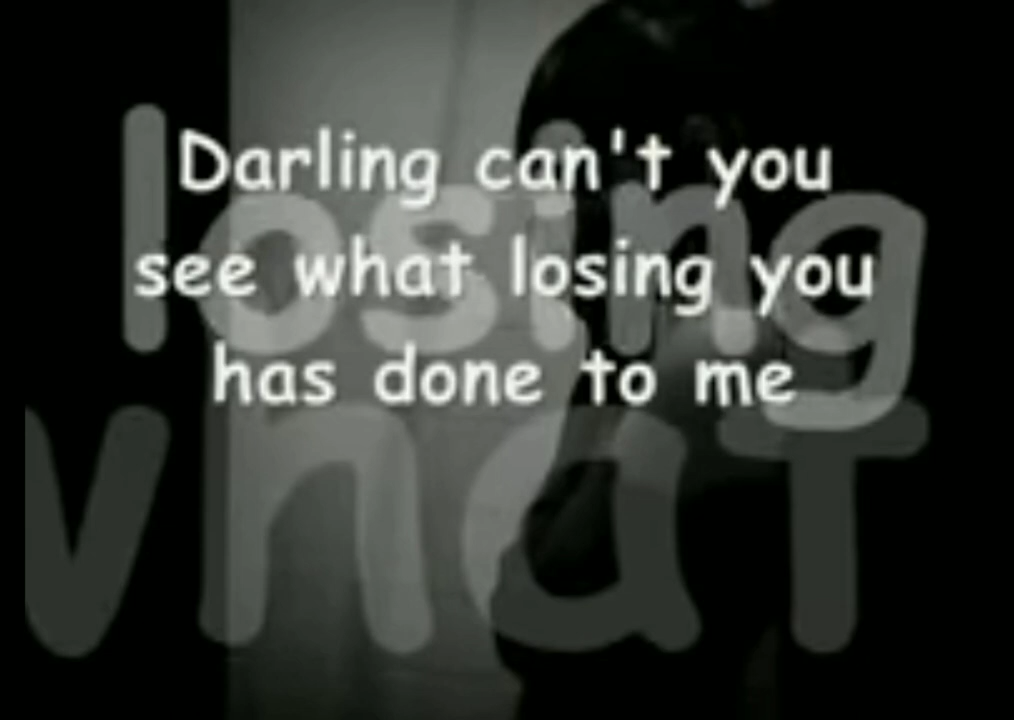 Darling can't you
see what losing you
has done to me
losing
what